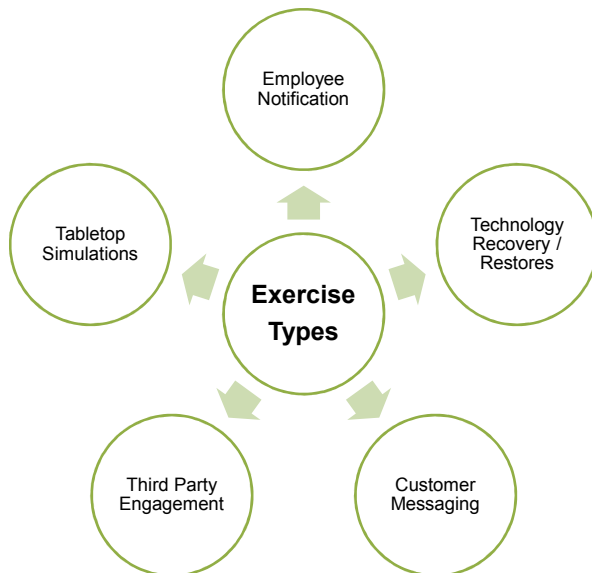 Employee
Notification
Tabletop
Simulations
Technology
Recovery /
Restores
Exercise
Types
Third Party
Engagement
Customer
Messaging